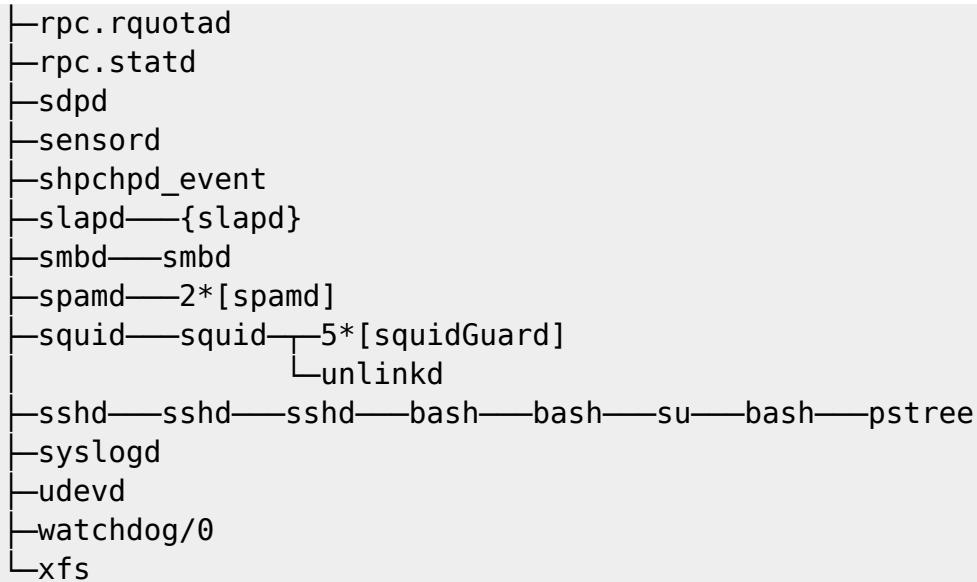 ├─rpc.rquotad
├─rpc.statd
├─sdpd
├─sensord
├─shpchpd_event
├─slapd───{slapd}
├─smbd───smbd
├─spamd───2*[spamd]
├─squid───squid─┬─5*[squidGuard]
│               └─unlinkd
├─sshd───sshd───sshd───bash───bash───su───bash───pstree
├─syslogd
├─udevd
├─watchdog/0
└─xfs